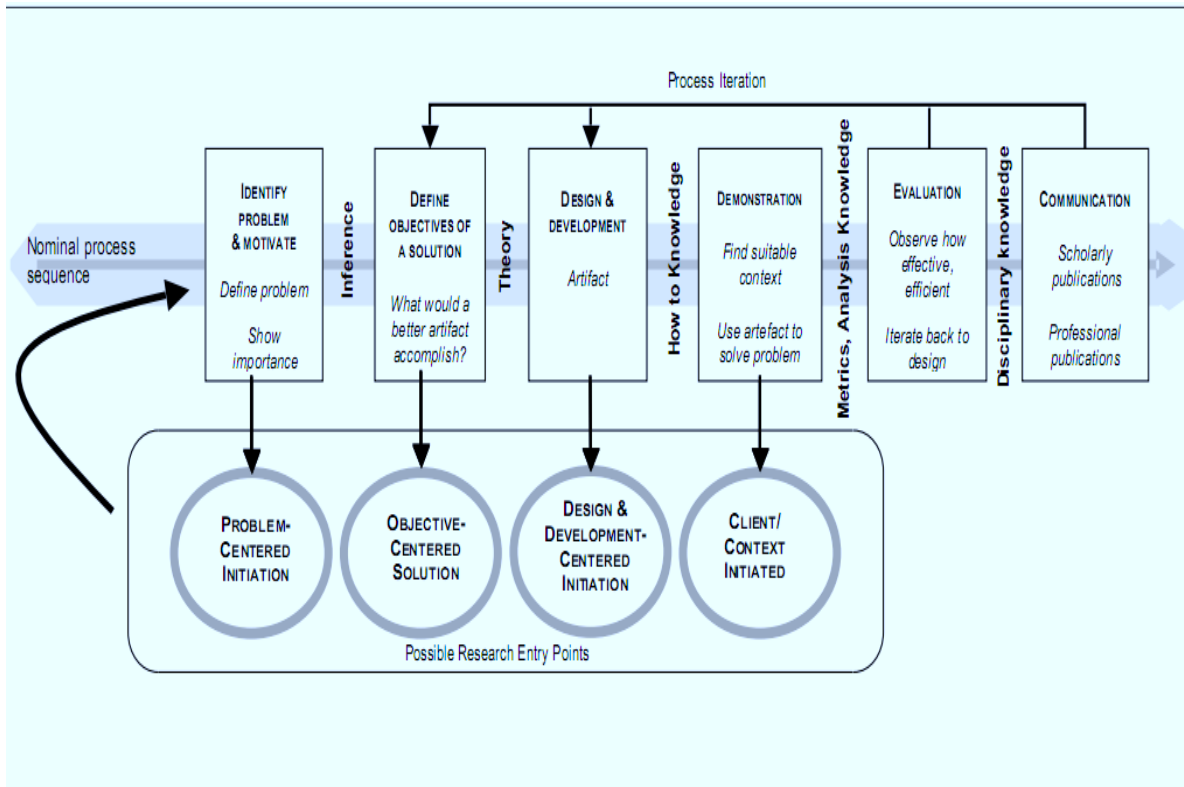 Process Iteration
Nominal process
sequence
IDENTIFY
PROBLEM
& MOTIVATE
Define problem
Show
importance
Inference
DEFINE
OBJECTIVES OF
A SOLUTION
What would a
better artifact
accomplish?
Theory
DESIGN &
DEVELOPMENT
Artifact
How to Knowledge
DEMONSTRATION
Find suitable
context
Use artefact to
solve problem
Metrics, Analysis Knowledge
EVALUATION
Observe how
effective,
efficient
Iterate back to
design
Disciplinary knowledge
COMMUNICATION
Scholarly
publications
Professional
publications
PROBLEM-
CENTERED
INITIATION
OBJECTIVE-
CENTERED
SOLUTION
DESIGN &
DEVELOPMENT-
CENTERED
INITIATION
CLIENT/
CONTEXT
INITIATED
Possible Research Entry Points